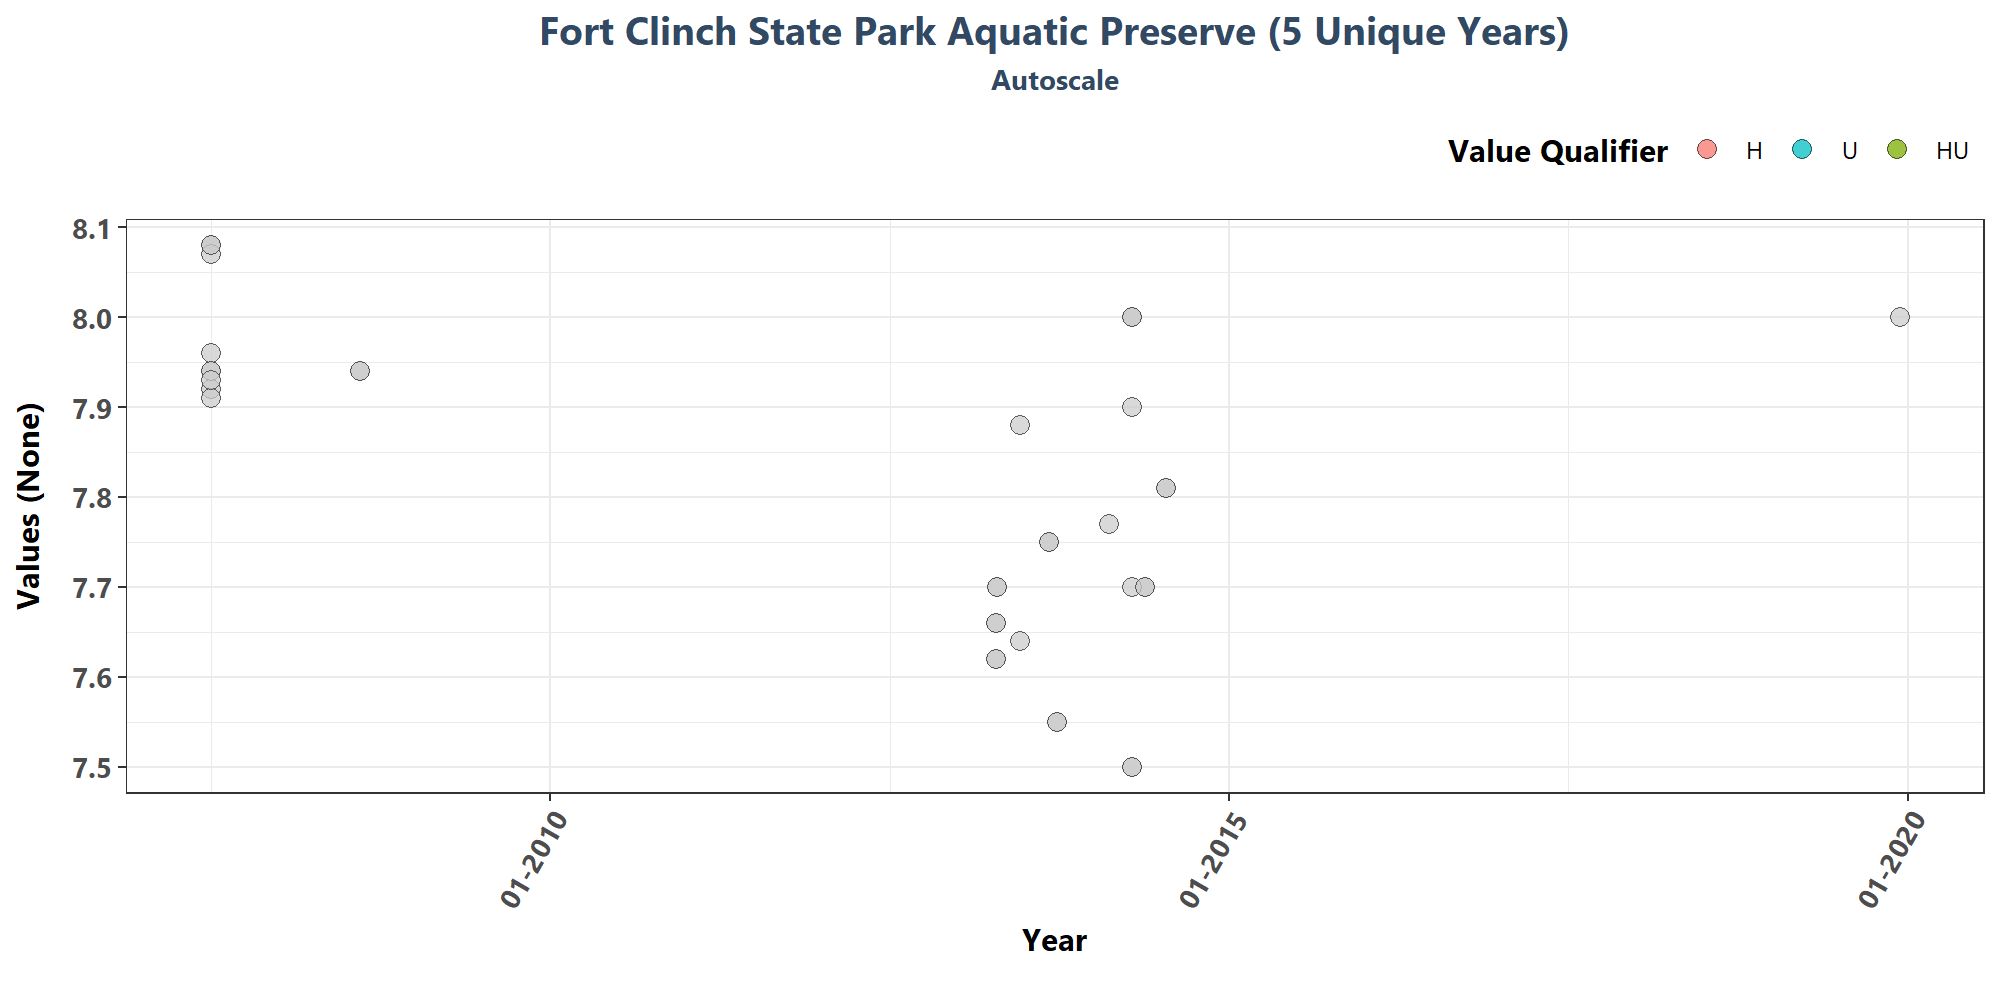 Fort Clinch State Park Aquatic Preserve (5 Unique Years)
Autoscale
Value Qualifier H U HU
8.1
8.0
7.9
7.8
7.7
7.6
7.5
Values (None)
01-2010 01-2015 01-2020
Year